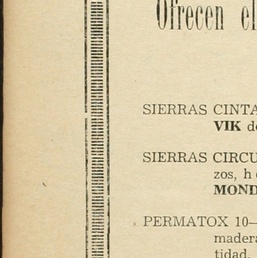 Ofrecen el
SIERRAS CINTA
VIK de
SIERRAS CIRCU
zos, h
MOND
PERMATOX 10—
madera
tidad.